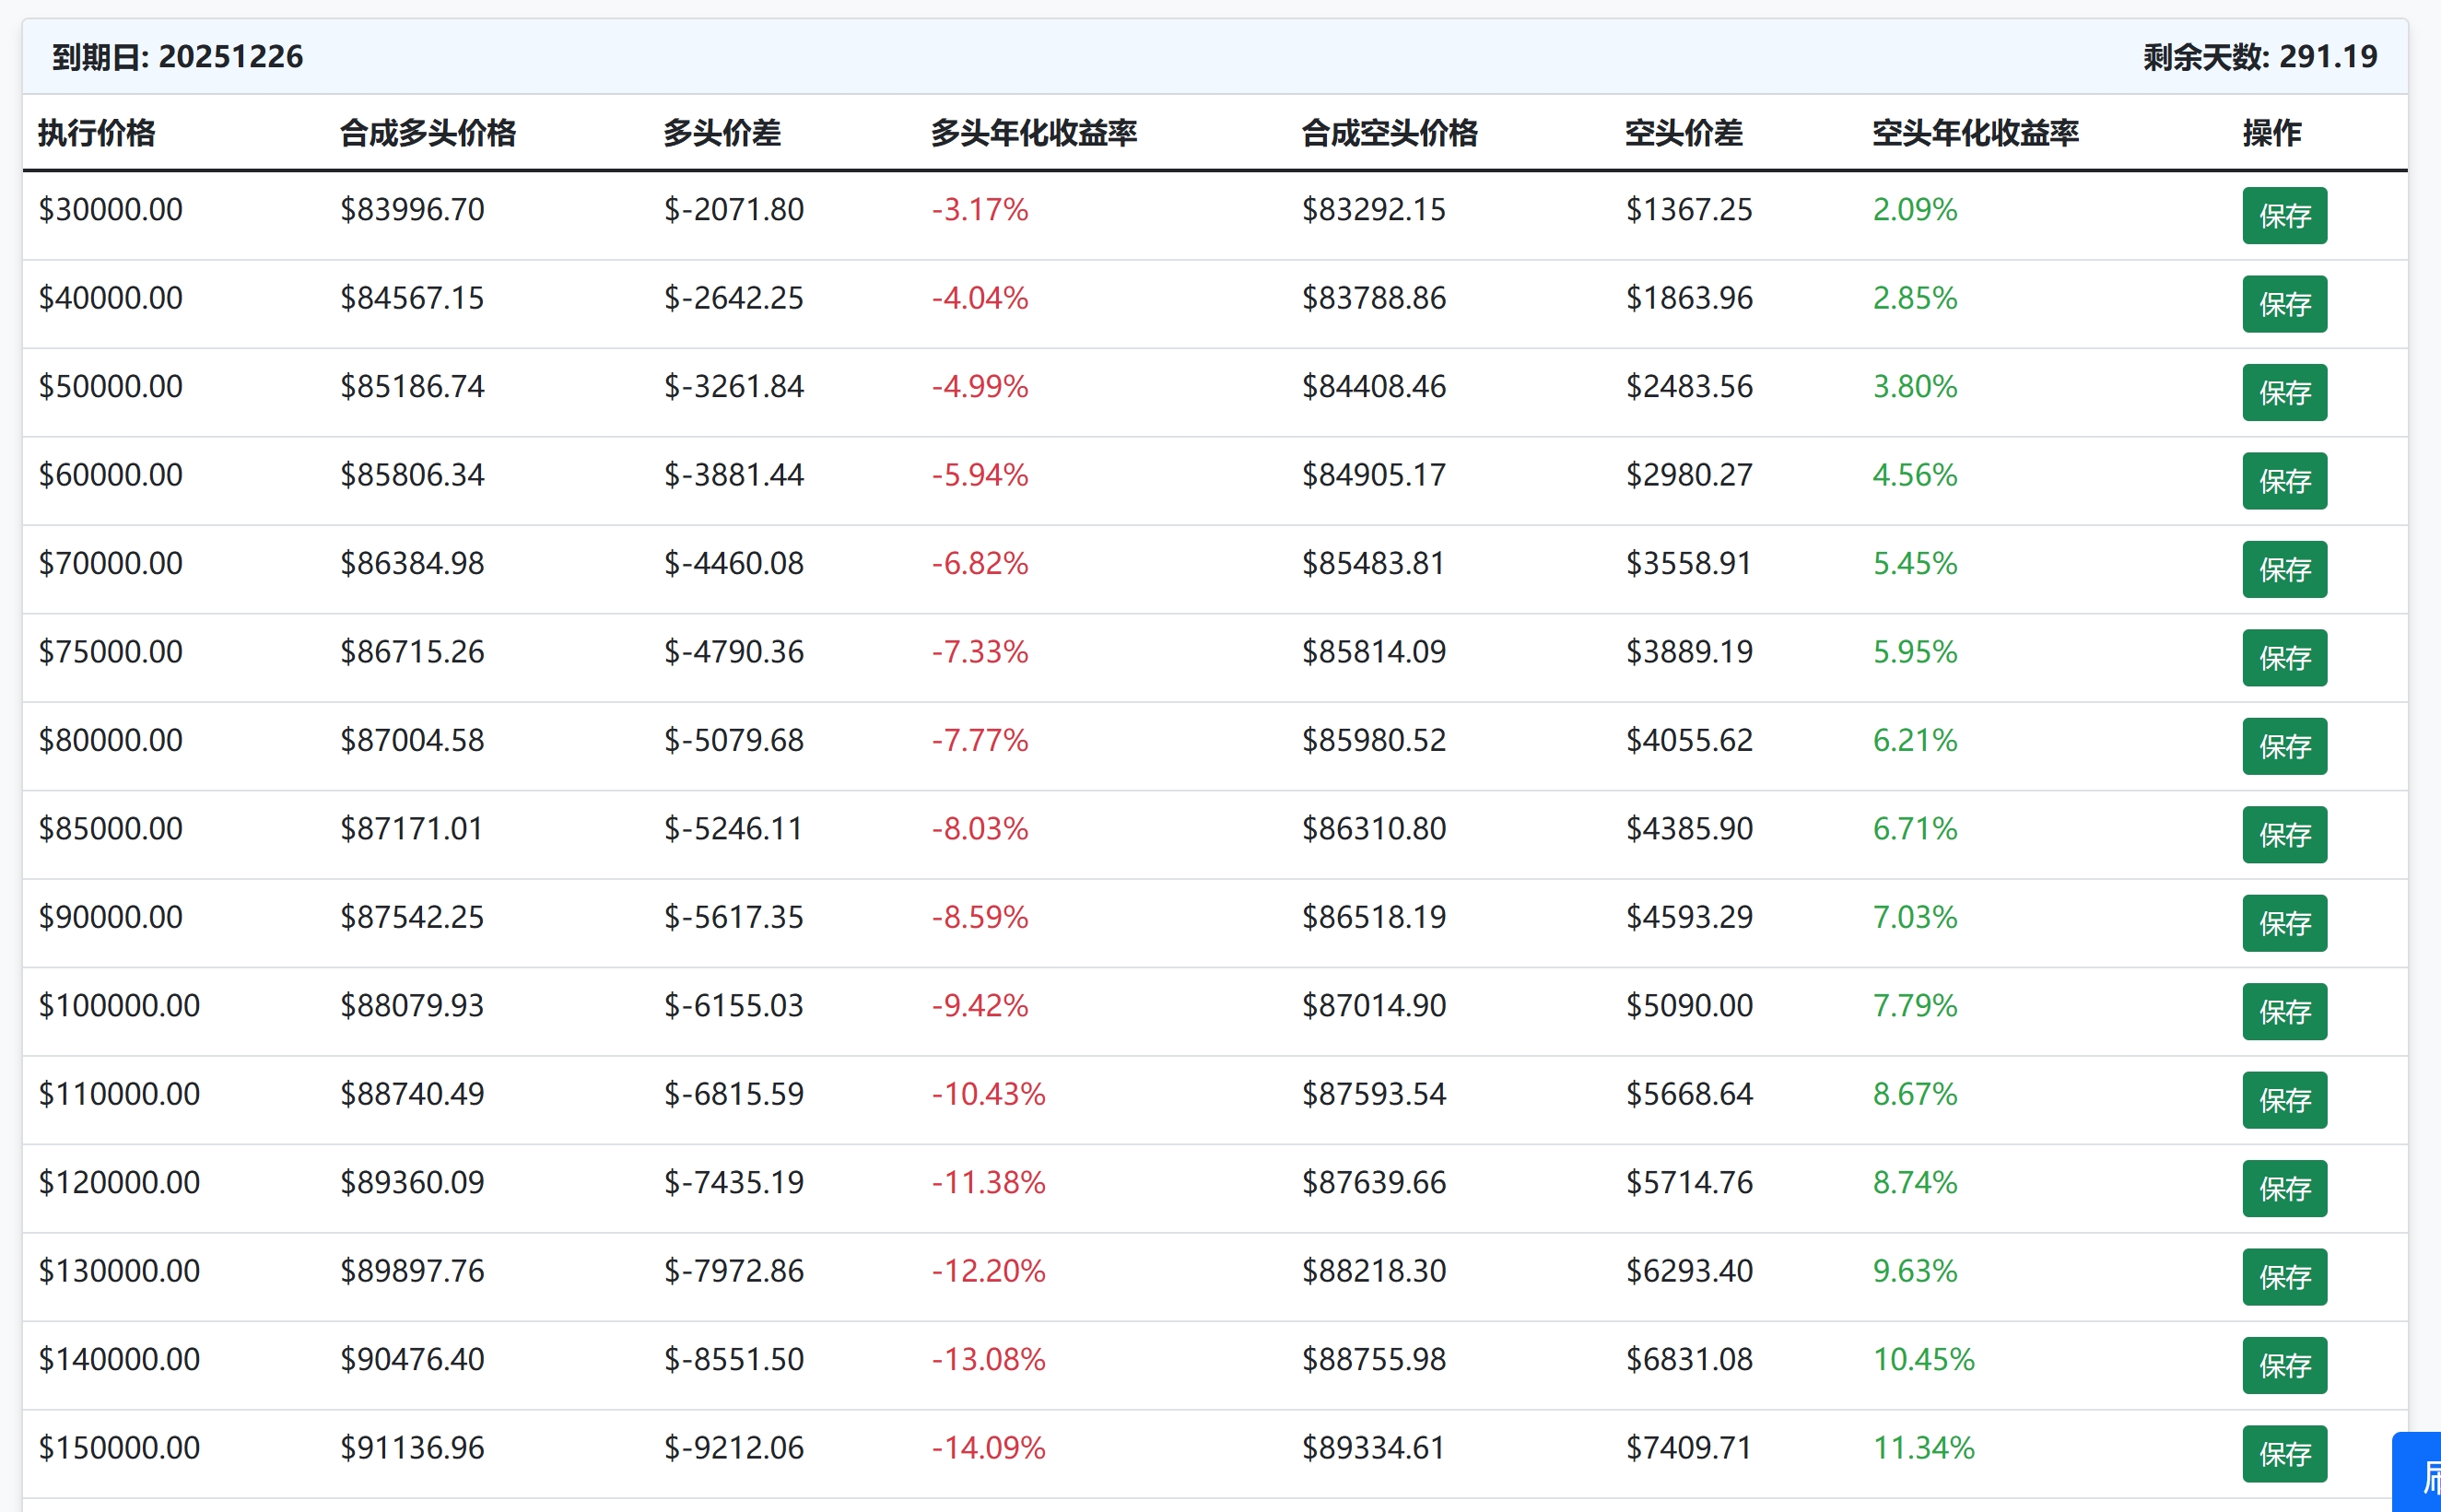 到期日: 20251226 剩余天数: 291.19
执行价格 合成多头价格 多头价差 多头年化收益率 合成空头价格 空头价差 空头年化收益率 操作
$30000.00 $83996.70 $-2071.80 -3.17% $83292.15 $1367.25 2.09% 保存
$40000.00 $84567.15 $-2642.25 -4.04% $83788.86 $1863.96 2.85% 保存
$50000.00 $85186.74 $-3261.84 -4.99% $84408.46 $2483.56 3.80% 保存
$60000.00 $85806.34 $-3881.44 -5.94% $84905.17 $2980.27 4.56% 保存
$70000.00 $86384.98 $-4460.08 -6.82% $85483.81 $3558.91 5.45% 保存
$75000.00 $86715.26 $-4790.36 -7.33% $85814.09 $3889.19 5.95% 保存
$80000.00 $87004.58 $-5079.68 -7.77% $85980.52 $4055.62 6.21% 保存
$85000.00 $87171.01 $-5246.11 -8.03% $86310.80 $4385.90 6.71% 保存
$90000.00 $87542.25 $-5617.35 -8.59% $86518.19 $4593.29 7.03% 保存
$100000.00 $88079.93 $-6155.03 -9.42% $87014.90 $5090.00 7.79% 保存
$110000.00 $88740.49 $-6815.59 -10.43% $87593.54 $5668.64 8.67% 保存
$120000.00 $89360.09 $-7435.19 -11.38% $87639.66 $5714.76 8.74% 保存
$130000.00 $89897.76 $-7972.86 -12.20% $88218.30 $6293.40 9.63% 保存
$140000.00 $90476.40 $-8551.50 -13.08% $88755.98 $6831.08 10.45% 保存
$150000.00 $91136.96 $-9212.06 -14.09% $89334.61 $7409.71 11.34% 保存